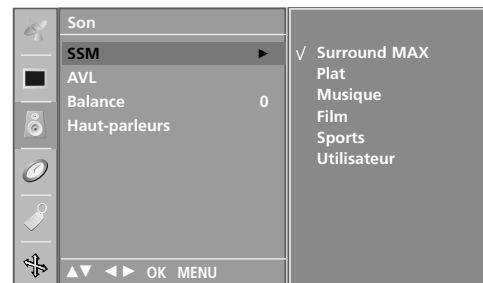 Son
SSM ►
AVL
Balance 0
Haut-parleurs
▲▼ ◄► OK MENU
√ Surround MAX
Plat
Musique
Film
Sports
Utilisateur